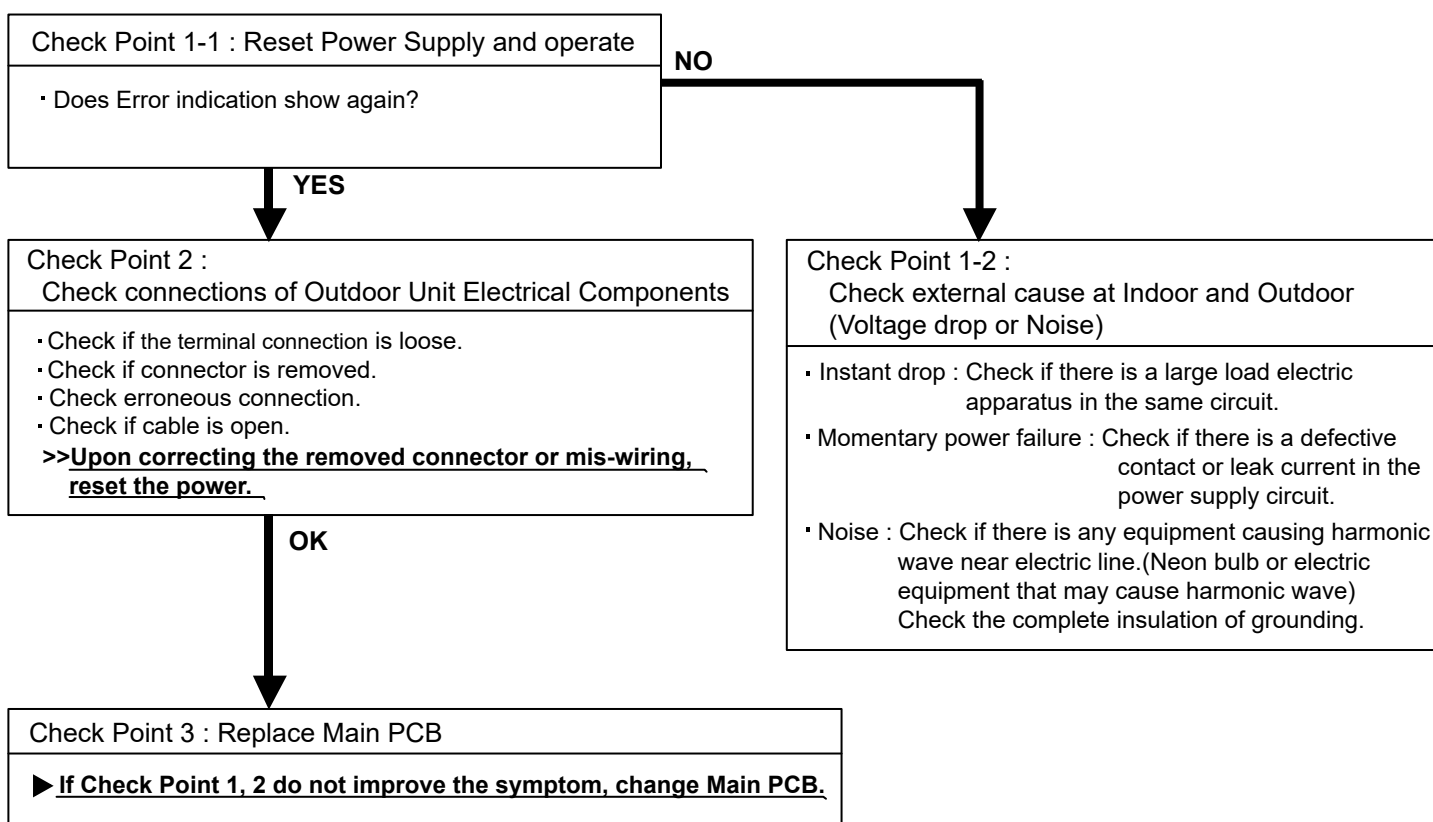 Check Point 1-1 : Reset Power Supply and operate
・Does Error indication show again?
NO
YES
Check Point 2 :
Check connections of Outdoor Unit Electrical Components
・Check if the terminal connection is loose.
・Check if connector is removed.
・Check erroneous connection.
・Check if cable is open.
>>Upon correcting the removed connector or mis-wiring,
reset the power.
OK
Check Point 1-2 :
Check external cause at Indoor and Outdoor
(Voltage drop or Noise)
・Instant drop : Check if there is a large load electric
apparatus in the same circuit.
・Momentary power failure : Check if there is a defective
contact or leak current in the
power supply circuit.
・Noise : Check if there is any equipment causing harmonic
wave near electric line.(Neon bulb or electric
equipment that may cause harmonic wave)
Check the complete insulation of grounding.
Check Point 3 : Replace Main PCB
▶If Check Point 1, 2 do not improve the symptom, change Main PCB.